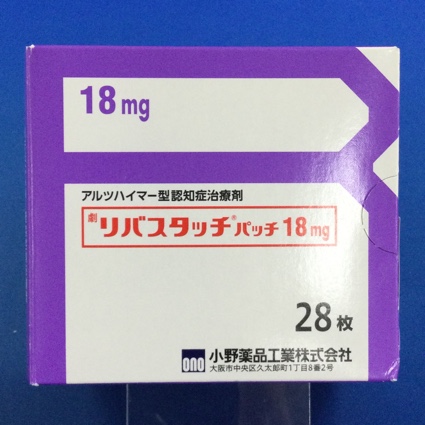 18mg
アルツハイマー型認知症治療剤
劇 リバスタッチ®パッチ18mg
28枚
ono 小野薬品工業株式会社
大阪市中央区久太郎町1丁目8番2号